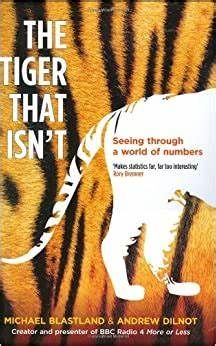 THE
TIGER
THAT
ISN'T
Seeing through
a world of numbers
'Makes statistics far, far too interesting'
Rory Bremner
MICHAEL BLASTLAND & ANDREW DILNOT
Creator and presenter of BBC Radio 4 More or Less